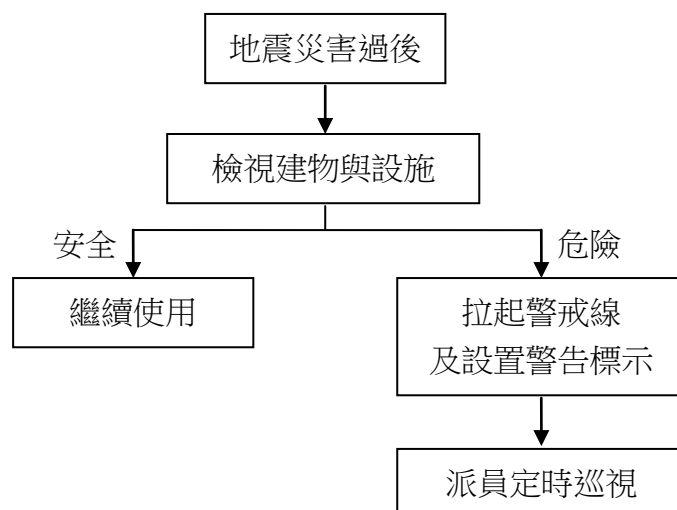 地震災害過後
檢視建物與設施
安全
危險
繼續使用
拉起警戒線
及設置警告標示
派員定時巡視